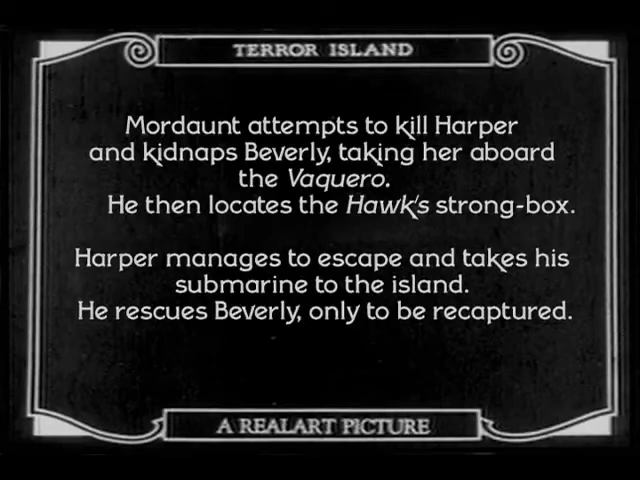 TERROR ISLAND
Mordaunt attempts to kill Harper
and kidnaps Beverly, taking her aboard
the Vaquero.
He then locates the Hawk's strong-box.
Harper manages to escape and takes his
submarine to the island.
He rescues Beverly, only to be recaptured.
A REALART PICTURE